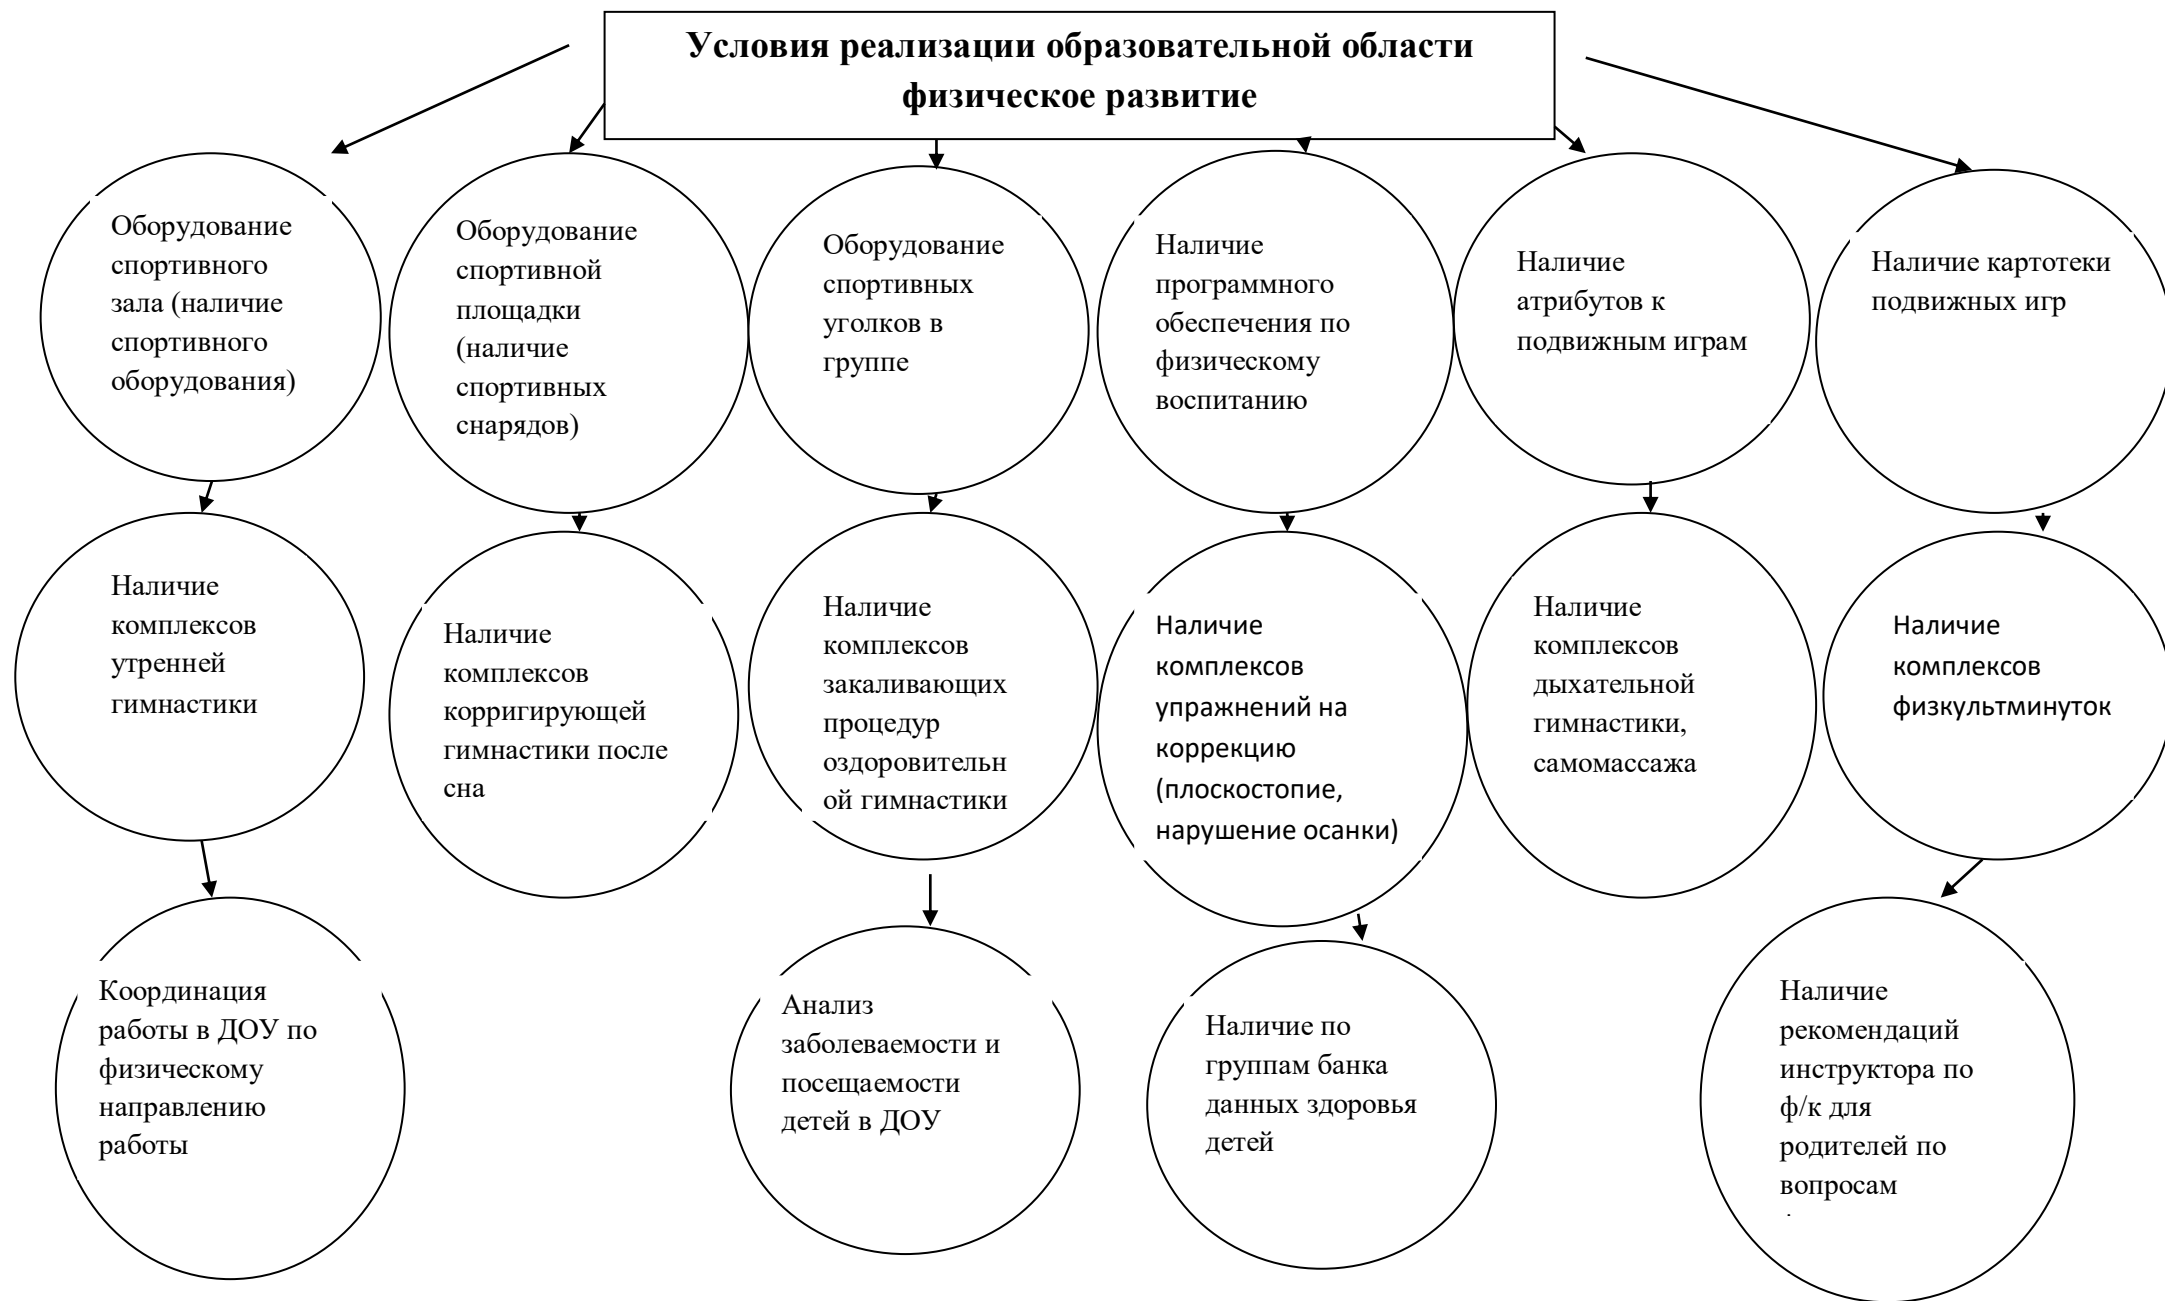 Условия реализации образовательной области
физическое развитие
Оборудование
спортивного
зала (наличие
спортивного
оборудования)
Оборудование
спортивной
площадки
(наличие
спортивных
снарядов)
Оборудование
спортивных
уголков в
группе
Наличие
программного
обеспечения по
физическому
воспитанию
Наличие
атрибутов к
подвижным играм
Наличие картотеки
подвижных игр
Наличие
комплексов
утренней
гимнастики
Наличие
комплексов
корригирующей
гимнастики после
сна
Наличие
комплексов
закаливающих
процедур
оздоровительн
ой гимнастики
Наличие
комплексов
упражнений на
коррекцию
(плоскостопие,
нарушение осанки)
Наличие
комплексов
дыхательной
гимнастики,
самомассажа
Наличие
комплексов
физкультминуток
Координация
работы в ДОУ по
физическому
направлению
работы
Анализ
заболеваемости и
посещаемости
детей в ДОУ
Наличие по
группам банка
данных здоровья
детей
Наличие
рекомендаций
инструктора по
ф/к для
родителей по
вопросам